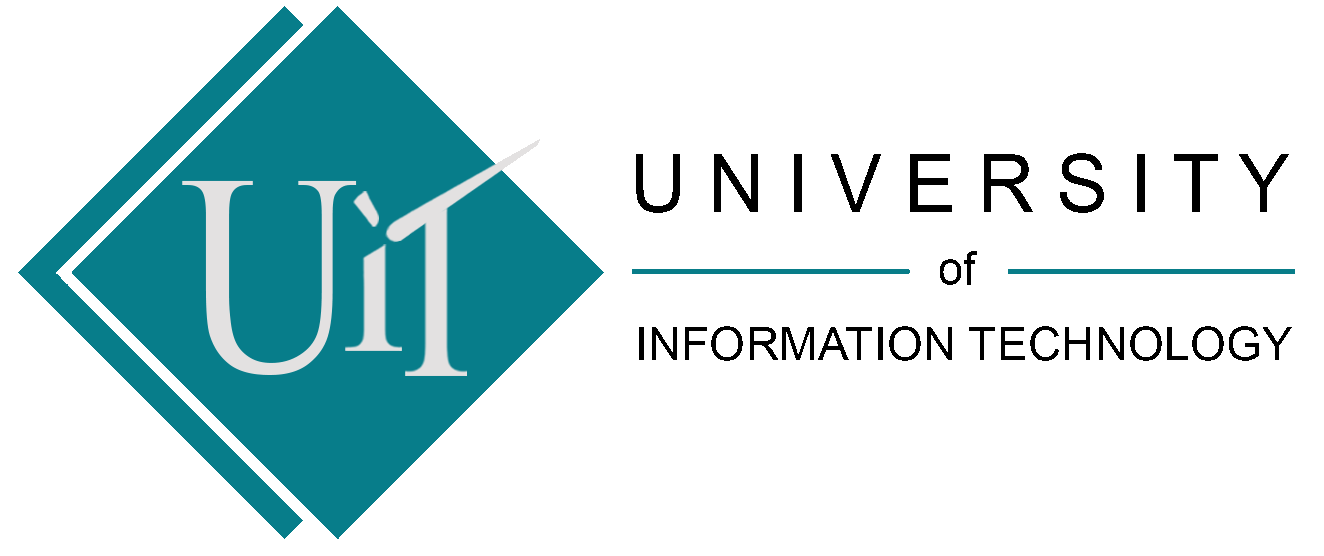 UiT
UNIVERSITY
of
INFORMATION TECHNOLOGY